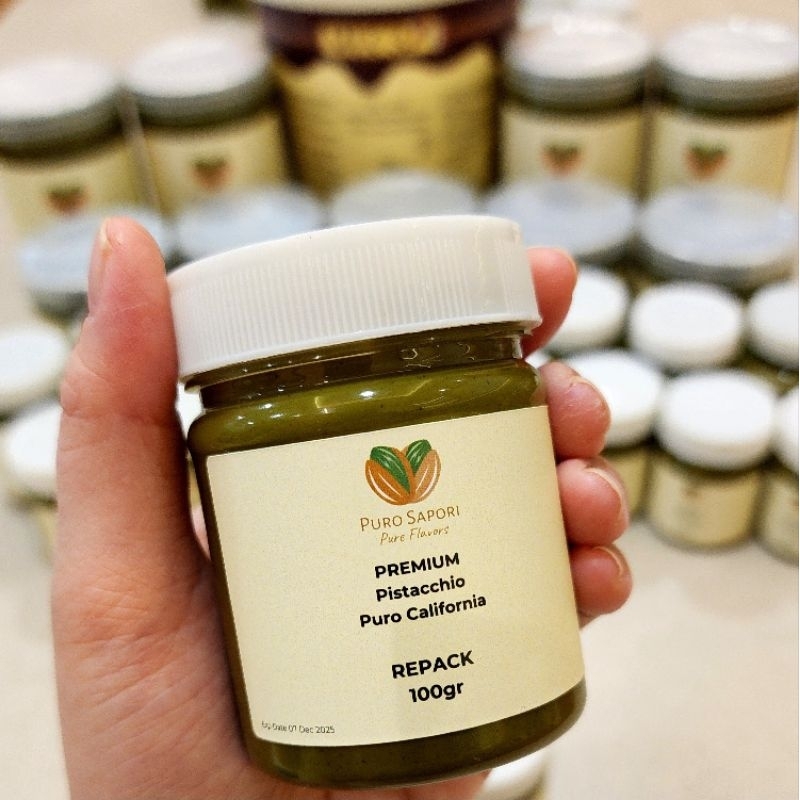 PURO SAPORI
Pure Flavors
PREMIUM
Pistacchio
Puro California
REPACK
100gr
Exp Date 07 Dec 2025